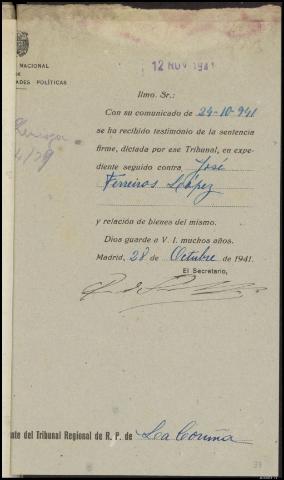 NACIONAL
DE
DADES POLÍTICAS
12 NOV 1941
Ilmo. Sr.:
Con su comunicado de 24-10-941
se ha recibido testimonio de la sentencia
firme, dictada por ese Tribunal, en expe-
diente seguido contra José
Ferreiros López
y relación de bienes del mismo.
Dios guarde a V. I. muchos años.
Madrid, 28 de Octubre de 1941.
El Secretario,
nte del Tribunal Regional de R. P. de La Coruña